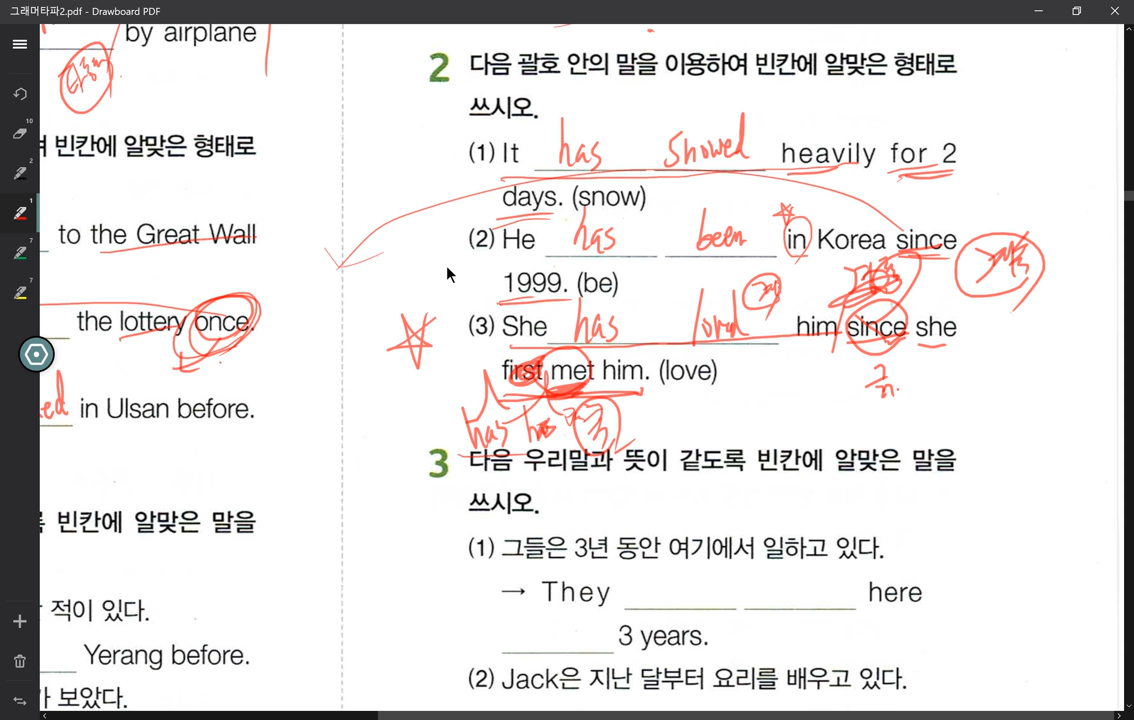 그래머타파2.pdf - Drawboard PDF
by airplane
여 빈칸에 알맞은 형태로
to the Great Wall
the lottery once.
in Ulsan before.
록 빈칸에 알맞은 말을
적이 있다.
Yerang before.
가 보았다.
2 다음 괄호 안의 말을 이용하여 빈칸에 알맞은 형태로
쓰시오.
(1) It has snowed heavily for 2
days. (snow)
(2) He has been in Korea since
1999. (be)
(3) She has loved him since she
first met him. (love)
has
3 다음 우리말과 뜻이 같도록 빈칸에 알맞은 말을
쓰시오.
(1) 그들은 3년 동안 여기에서 일하고 있다.
→ They here
3 years.
(2) Jack은 지난 달부터 요리를 배우고 있다.